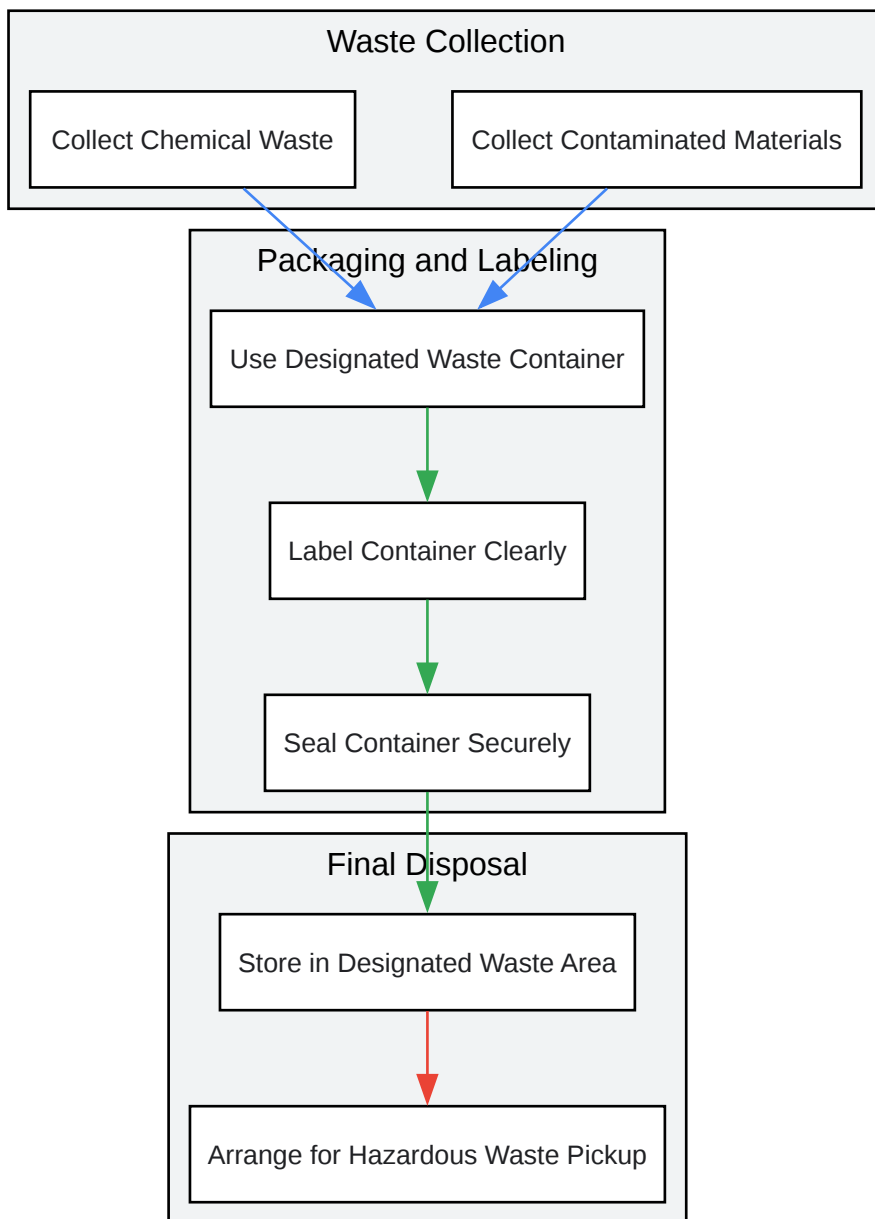 Waste Collection
Collect Chemical Waste
Collect Contaminated Materials
Packaging and Labeling
Use Designated Waste Container
Label Container Clearly
Seal Container Securely
Final Disposal
Store in Designated Waste Area
Arrange for Hazardous Waste Pickup